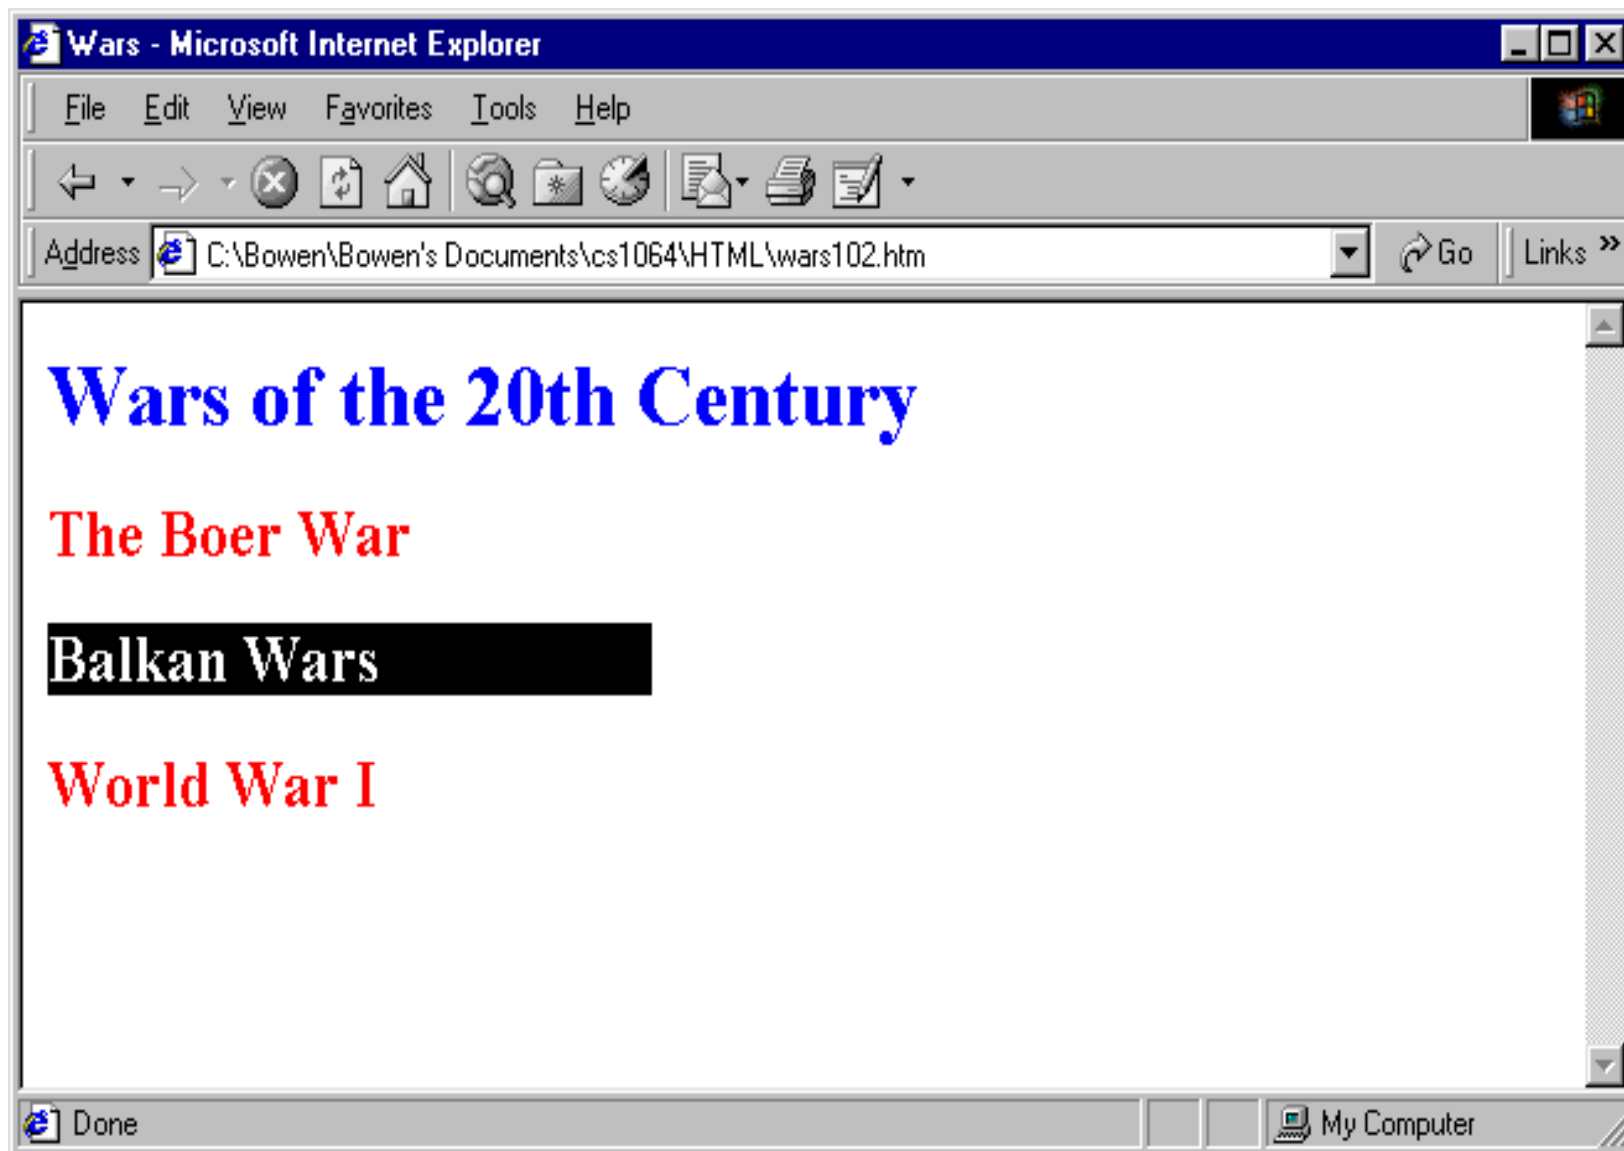 Wars - Microsoft Internet Explorer
File Edit View Favorites Tools Help
Address C:\Bowen\Bowen's Documents\cs1064\HTML\wars102.htm Go Links »
Wars of the 20th Century
The Boer War
Balkan Wars
World War I
Done My Computer